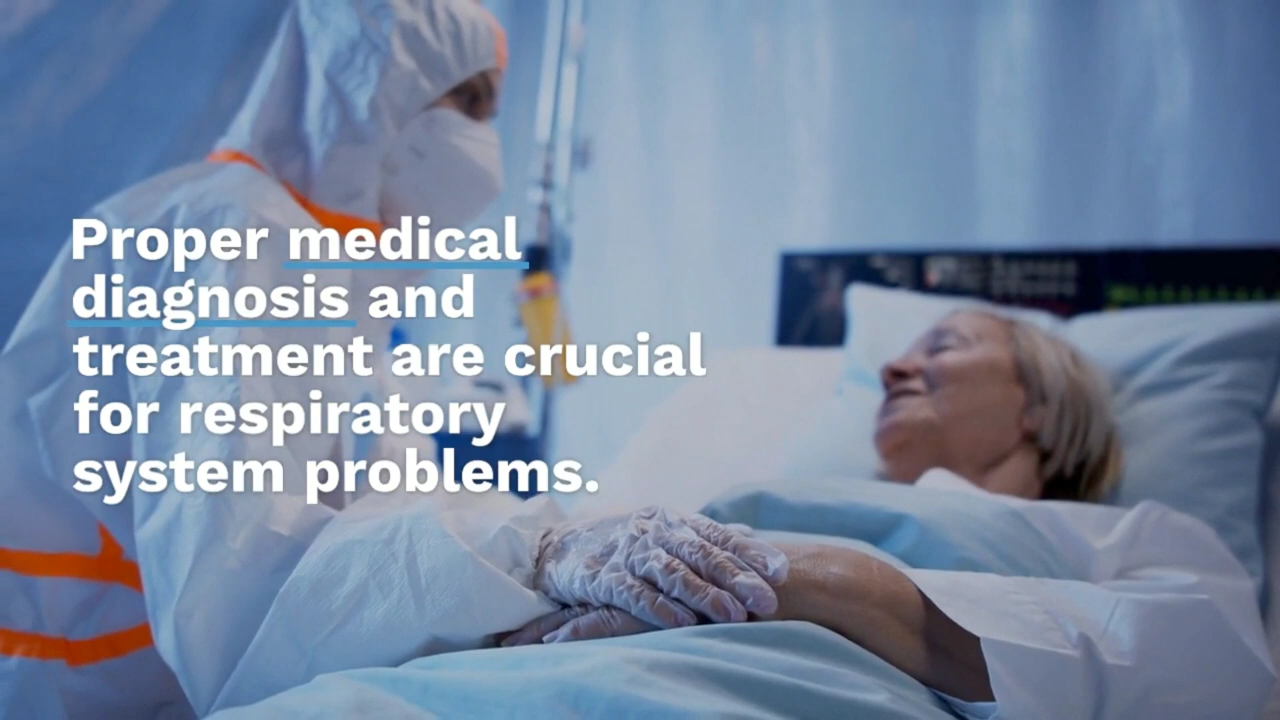 Proper medical
diagnosis and
treatment are crucial
for respiratory
system problems.